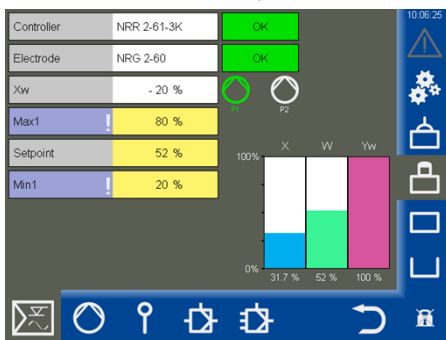 10:06:25
Controller NRR 2-61-3K OK
Electrode NRG 2-60 OK
Xw - 20 %
P1 P2
Max1 ! 80 %
Setpoint 52 %
Min1 ! 20 %
X W Yw
100%
0%
31.7 % 52 % 100 %